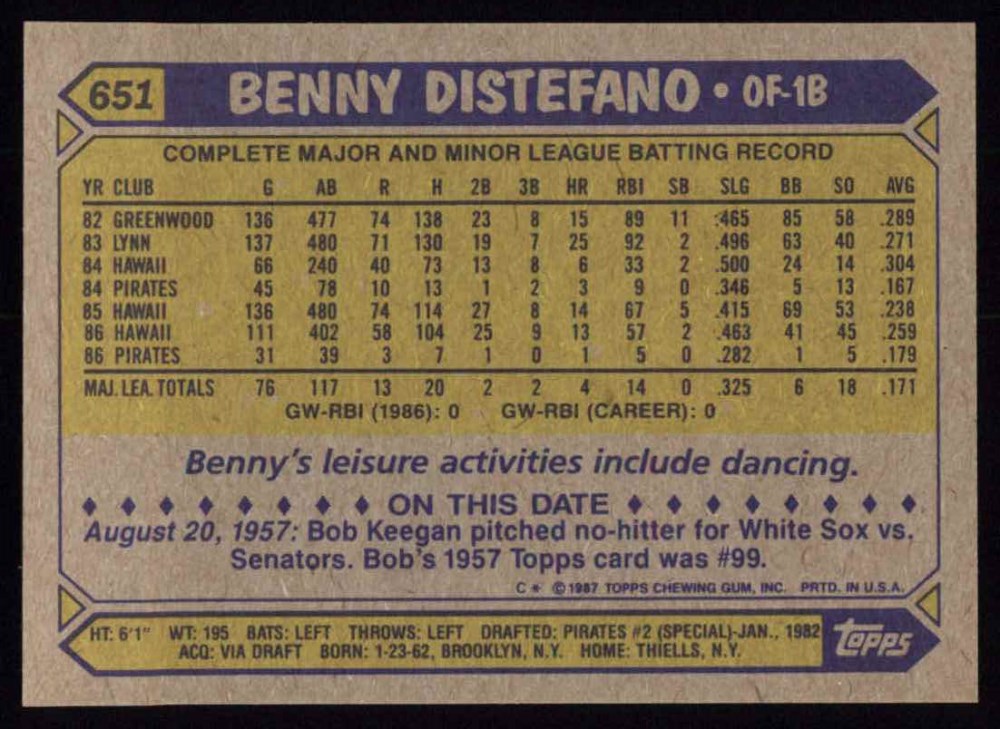 651 BENNY DISTEFANO • OF-1B
COMPLETE MAJOR AND MINOR LEAGUE BATTING RECORD
YR CLUB G AB R H 2B 3B HR RBI SB SLG BB SO AVG
82 GREENWOOD 136 477 74 138 23 8 15 89 11 .465 85 58 .289
83 LYNN 137 480 71 130 19 7 25 92 2 .496 63 40 .271
84 HAWAII 66 240 40 73 13 8 6 33 2 .500 24 14 .304
84 PIRATES 45 78 10 13 1 2 3 9 0 .346 5 13 .167
85 HAWAII 136 480 74 114 27 8 14 67 5 .415 69 53 .238
86 HAWAII 111 402 58 104 25 9 13 57 2 .463 41 45 .259
86 PIRATES 31 39 3 7 1 0 1 5 0 .282 1 5 .179
MAJ. LEA. TOTALS 76 117 13 20 2 2 4 14 0 .325 6 18 .171
GW-RBI (1986): 0 GW-RBI (CAREER): 0
Benny's leisure activities include dancing.
♦ ♦ ♦ ♦ ♦ ♦ ♦ ♦ ON THIS DATE ♦ ♦ ♦ ♦ ♦ ♦ ♦ ♦
August 20, 1957: Bob Keegan pitched no-hitter for White Sox vs.
Senators. Bob's 1957 Topps card was #99.
C * © 1987 TOPPS CHEWING GUM, INC. PRTD. IN U.S.A.
HT: 6'1" WT: 195 BATS: LEFT THROWS: LEFT DRAFTED: PIRATES #2 (SPECIAL)-JAN., 1982
ACQ: VIA DRAFT BORN: 1-23-62, BROOKLYN, N.Y. HOME: THIELLS, N.Y.
topps